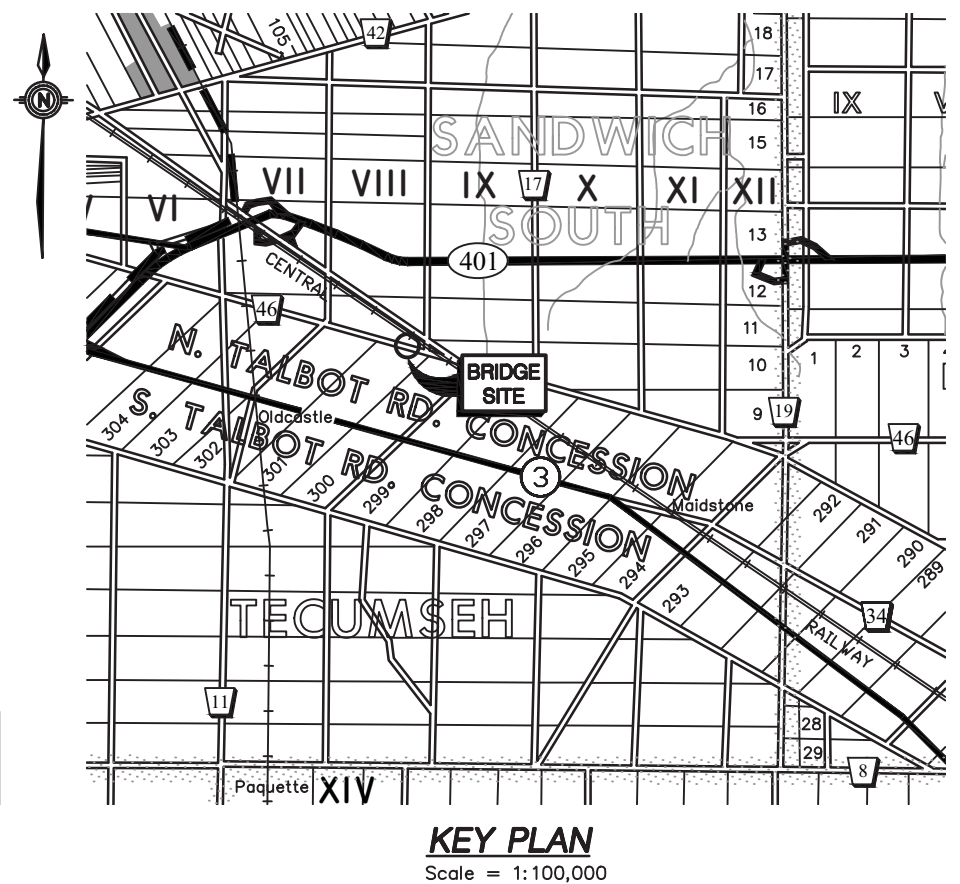 105
42
18
17
16
IX
SANDWICH
15
N
VI
VII
VIII
IX
17
X
XI
XII
SOUTH
13
401
CENTRAL
12
46
11
N. TALBOT RD. CONCESSION
10
1
2
3
BRIDGE
SITE
304
S. TALBOT RD. CONCESSION
Oldcastle
9
19
46
303
302
301
300
299
298
297
296
295
294
293
3
Maidstone
292
291
290
289
TECUMSEH
34
RAILWAY
11
28
29
8
Paquette
XIV
KEY PLAN
Scale = 1:100,000